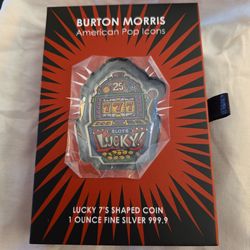 BURTON MORRIS
American Pop Icons
25
777
SLOTS
LUCKY!
LUCKY 7'S SHAPED COIN
1 OUNCE FINE SILVER 999.9